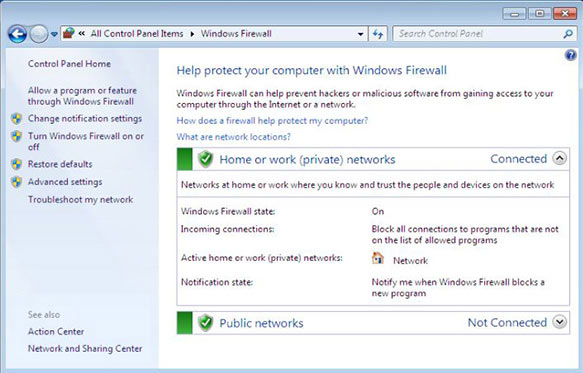 « All Control Panel Items Windows Firewall
Search Control Panel
Control Panel Home
Allow a program or feature
through Windows Firewall
Change notification settings
Turn Windows Firewall on or
off
Restore defaults
Advanced settings
Troubleshoot my network
See also
Action Center
Network and Sharing Center
Help protect your computer with Windows Firewall
Windows Firewall can help prevent hackers or malicious software from gaining access to your
computer through the Internet or a network.
How does a firewall help protect my computer?
What are network locations?
Home or work (private) networks Connected
Networks at home or work where you know and trust the people and devices on the network
Windows Firewall state: On
Incoming connections: Block all connections to programs that are
not on the list of allowed programs
Active home or work (private) networks: Network
Notification state: Notify me when Windows Firewall blocks a
new program
Public networks Not Connected